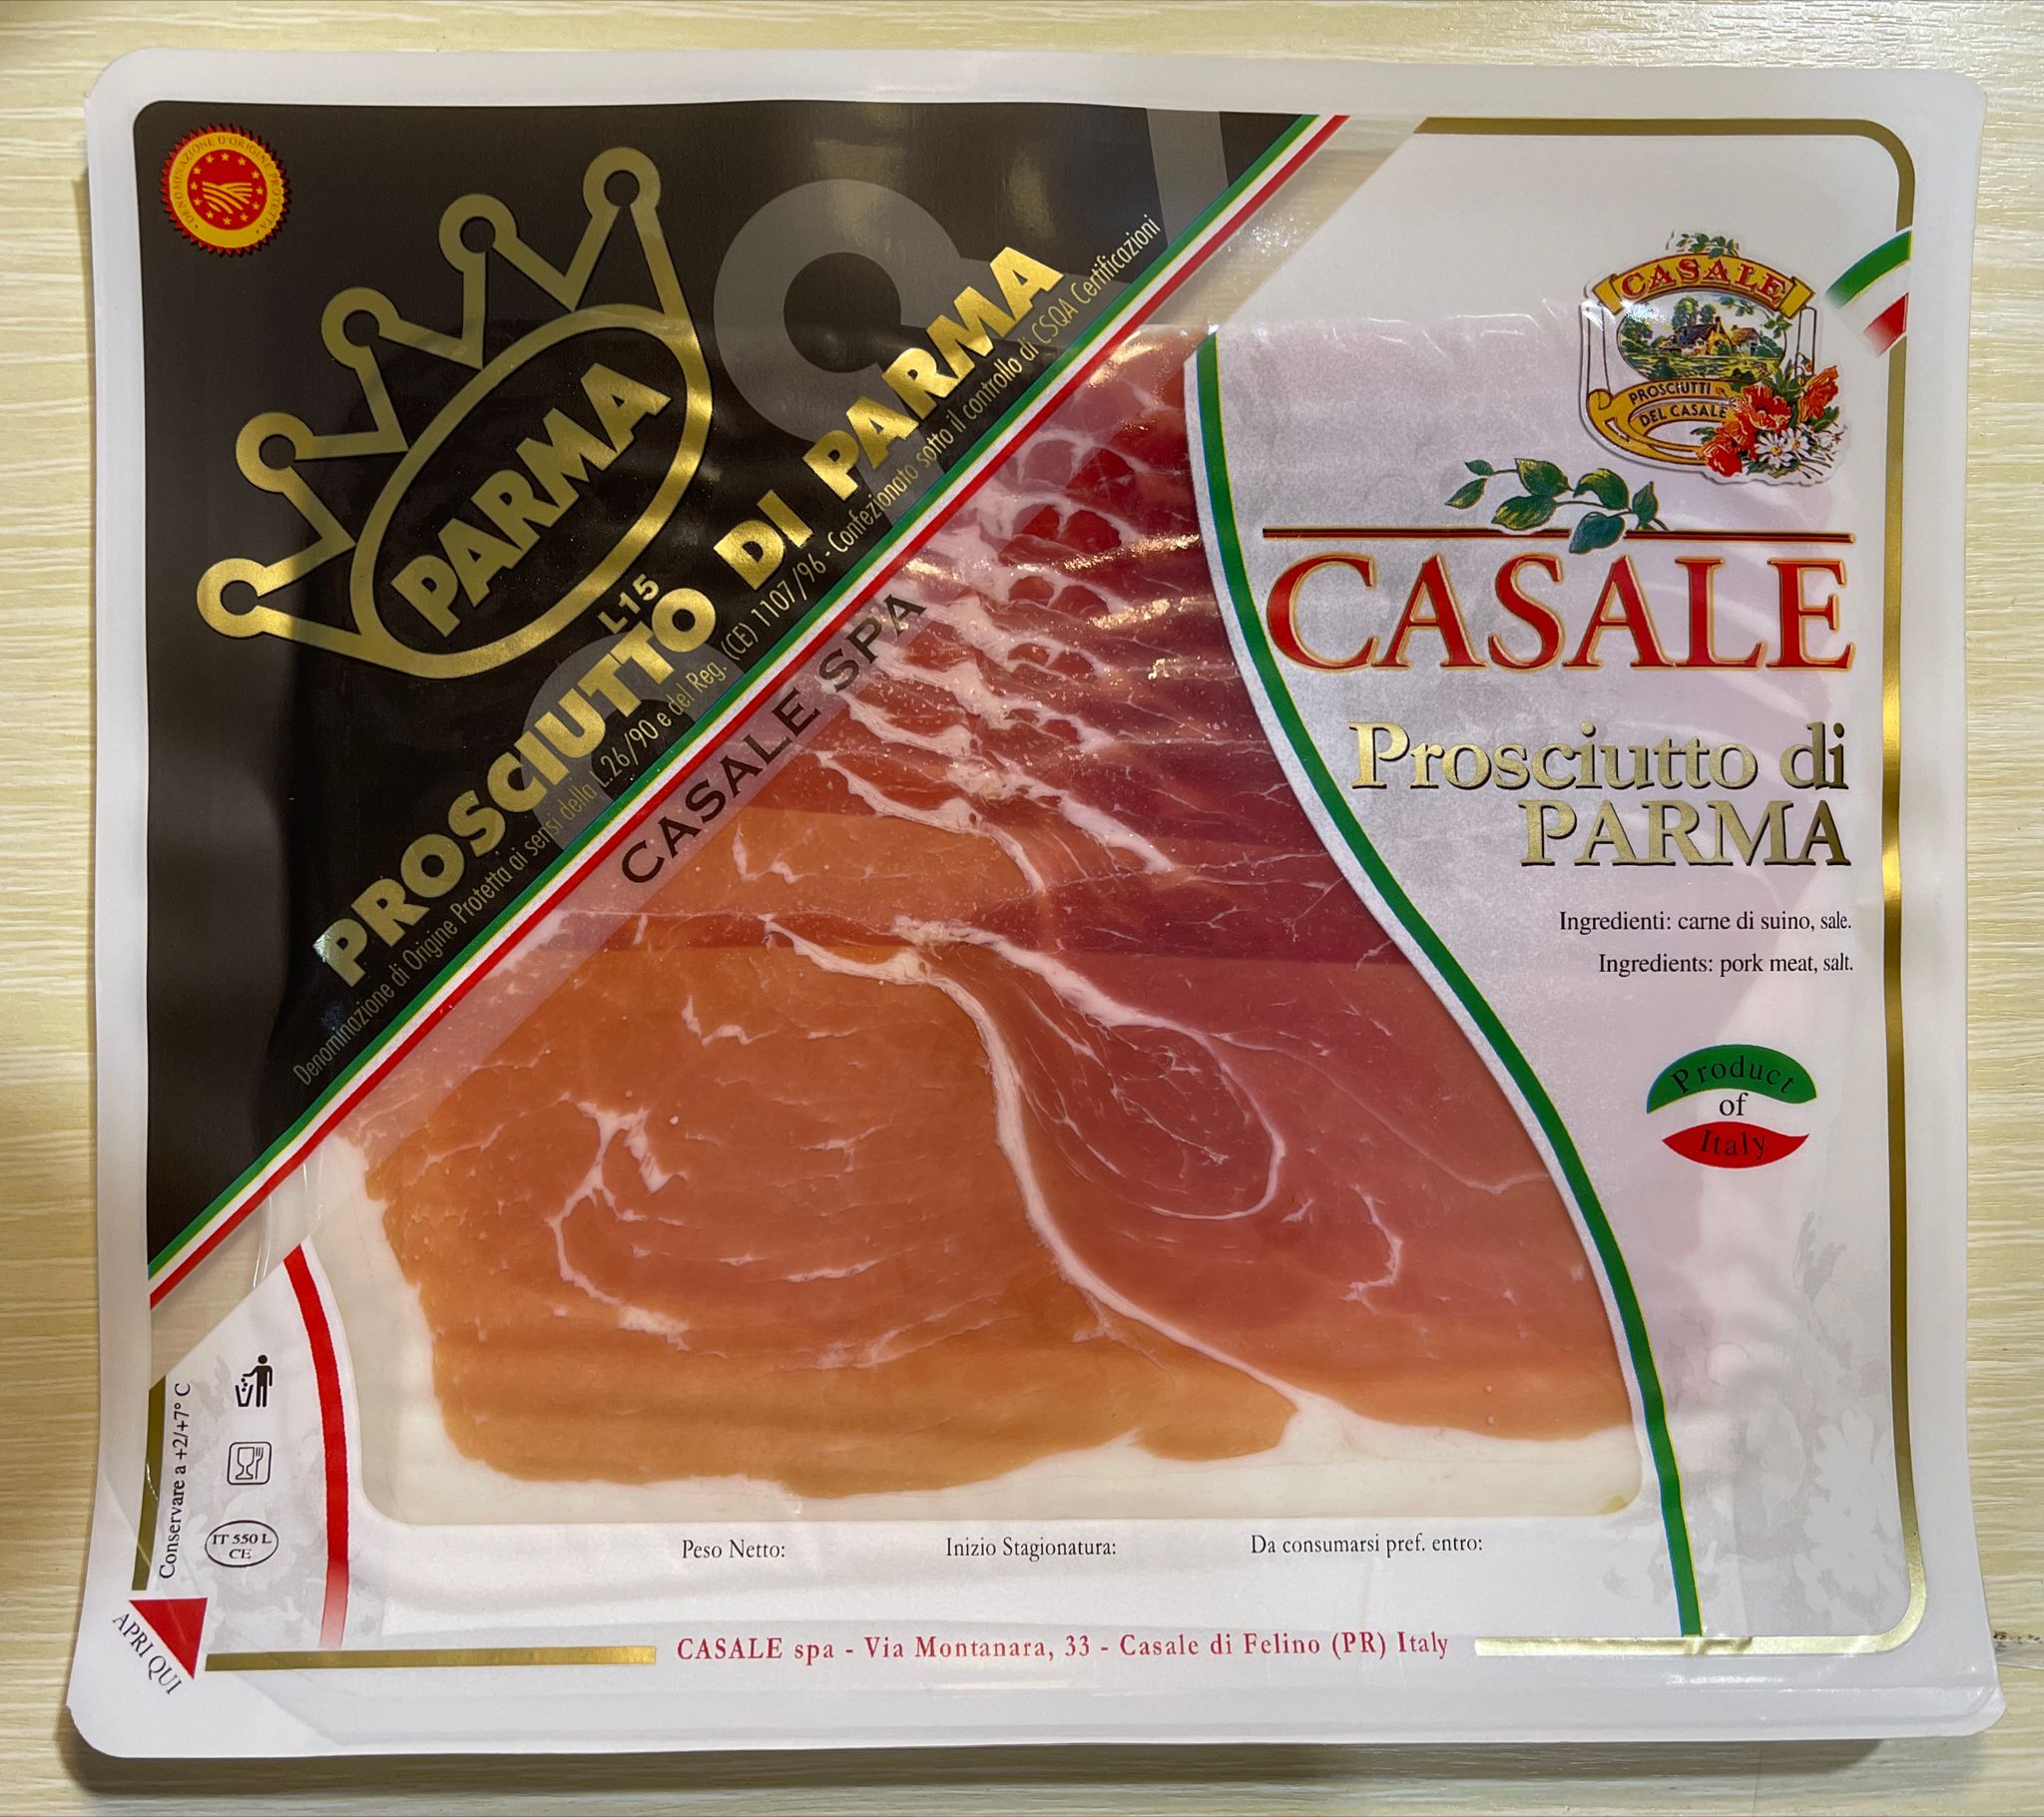 DENOMINAZIONE D'ORIGINE PROTETTA
PARMA
L15
PROSCIUTTO DI PARMA
Denominazione di Origine Protetta ai sensi della L.26/90 e del Reg. (CE) 1107/96 - Confezionato sotto il controllo di CSQA Certificazioni
CASALE SPA
CASALE
PROSCIUTTI
DEL CASALE
CASALE
Prosciutto di
PARMA
Ingredienti: carne di suino, sale.
Ingredients: pork meat, salt.
Product
of
Italy
Conservare a +2/+7° C
IT 550 L
CE
APRI QUI
Peso Netto:
Inizio Stagionatura:
Da consumarsi pref. entro:
CASALE spa - Via Montanara, 33 - Casale di Felino (PR) Italy